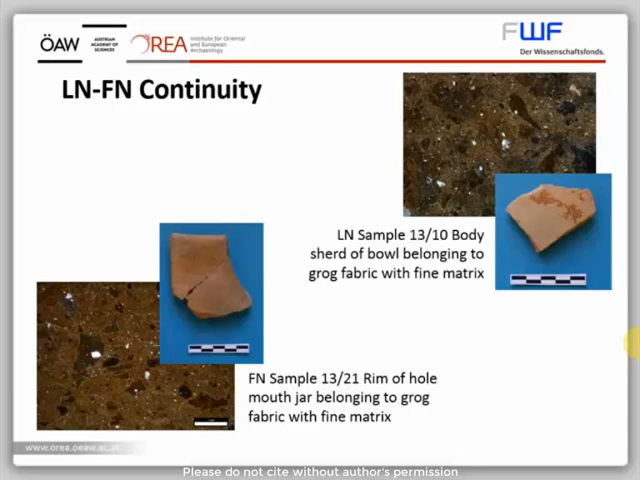 ÖAW
AUSTRIAN
ACADEMY OF
SCIENCES
OREA
Institute for Oriental
and European
Archaeology
FWF
Der Wissenschaftsfonds.
LN-FN Continuity
LN Sample 13/10 Body
sherd of bowl belonging to
grog fabric with fine matrix
FN Sample 13/21 Rim of hole
mouth jar belonging to grog
fabric with fine matrix
www.orea.oeaw.ac.at
Please do not cite without author's permission